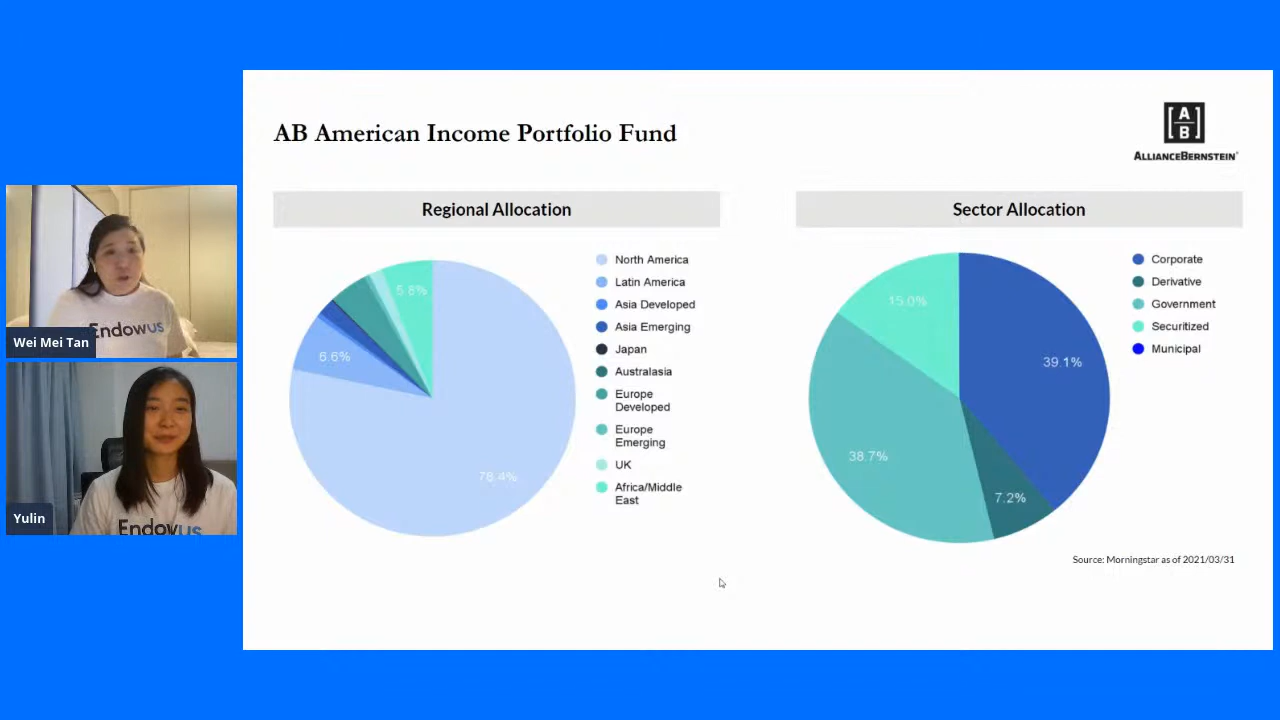 AB American Income Portfolio Fund
[A
B]
ALLIANCEBERNSTEIN
Regional Allocation
5.8%
6.6%
78.4%
North America
Latin America
Asia Developed
Asia Emerging
Japan
Australasia
Europe
Developed
Europe
Emerging
UK
Africa/Middle
East
Sector Allocation
15.0%
39.1%
38.7%
7.2%
Corporate
Derivative
Government
Securitized
Municipal
Source: Morningstar as of 2021/03/31
Endowus
Wei Mei Tan
Endowus
Yulin